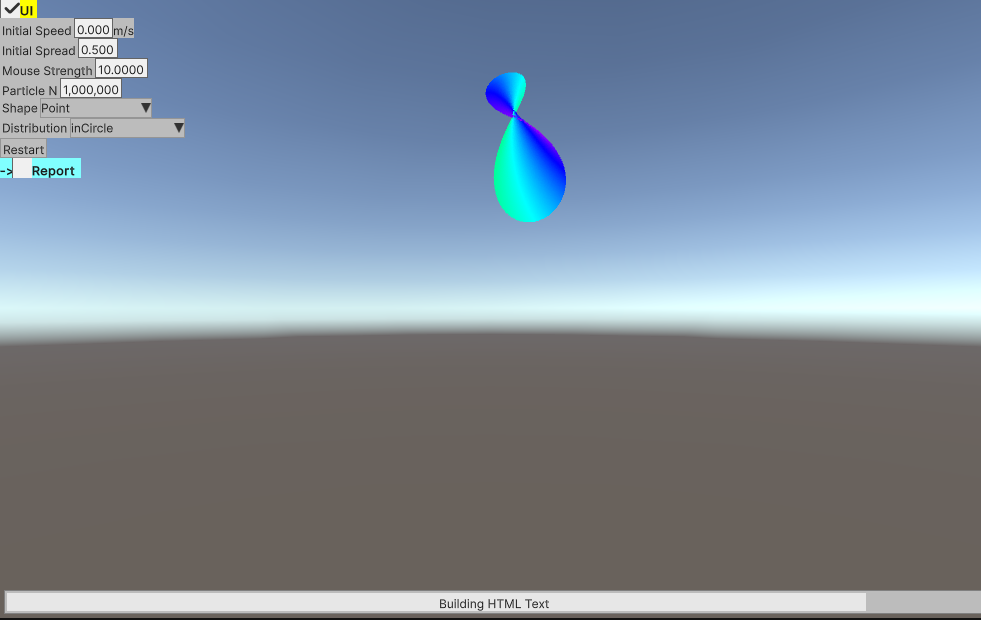 UI
Initial Speed 0.000 m/s
Initial Spread 0.500
Mouse Strength 10.0000
Particle N 1,000,000
Shape Point
Distribution inCircle
Restart
-> Report
Building HTML Text